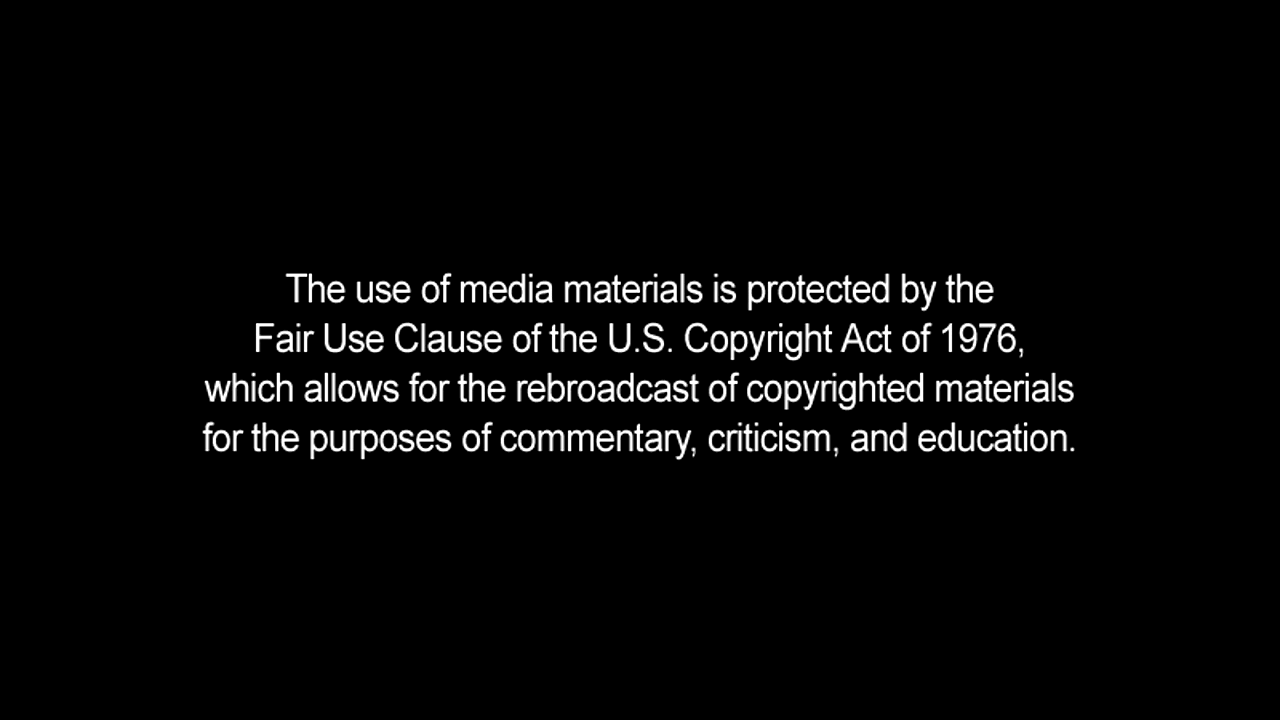 The use of media materials is protected by the
Fair Use Clause of the U.S. Copyright Act of 1976,
which allows for the rebroadcast of copyrighted materials
for the purposes of commentary, criticism, and education.